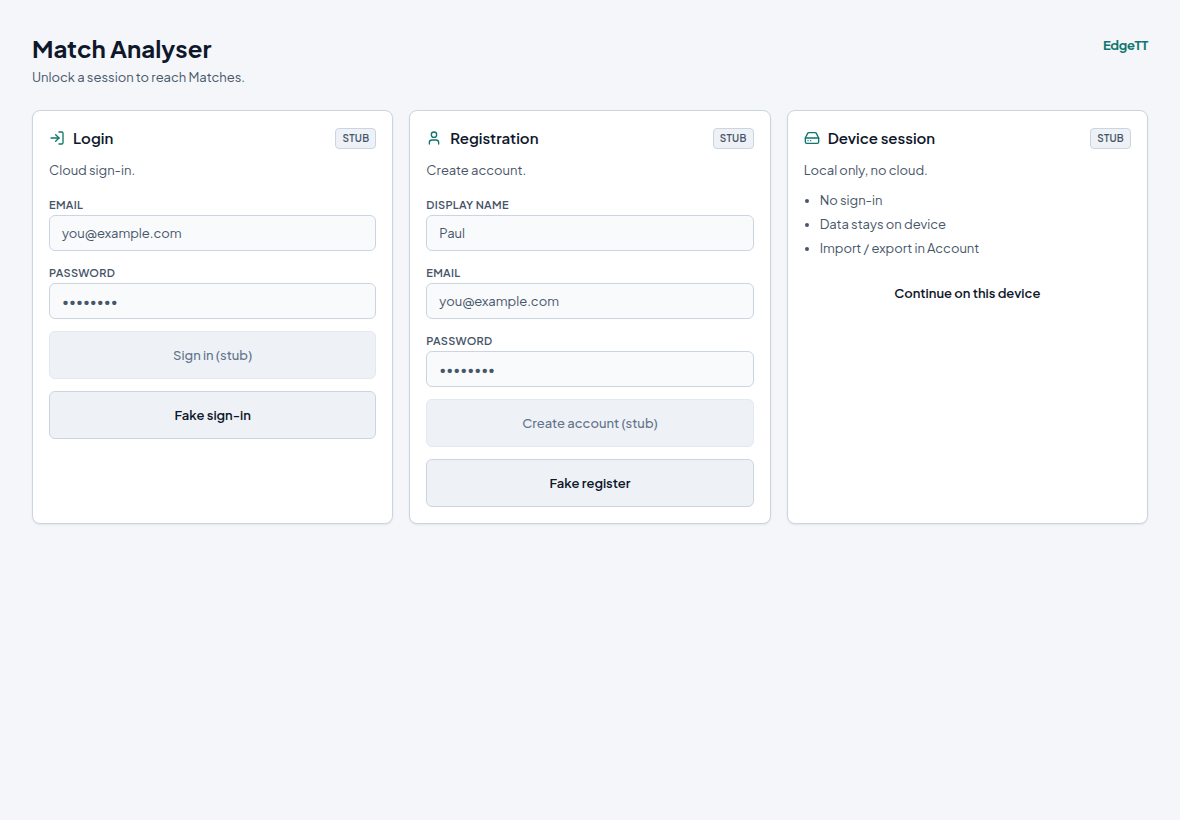 Match Analyser
EdgeTT
Unlock a session to reach Matches.
Login
STUB
Cloud sign-in.
EMAIL
you@example.com
PASSWORD
••••••••
Sign in (stub)
Fake sign-in
Registration
STUB
Create account.
DISPLAY NAME
Paul
EMAIL
you@example.com
PASSWORD
••••••••
Create account (stub)
Fake register
Device session
STUB
Local only, no cloud.
• No sign-in
• Data stays on device
• Import / export in Account
Continue on this device